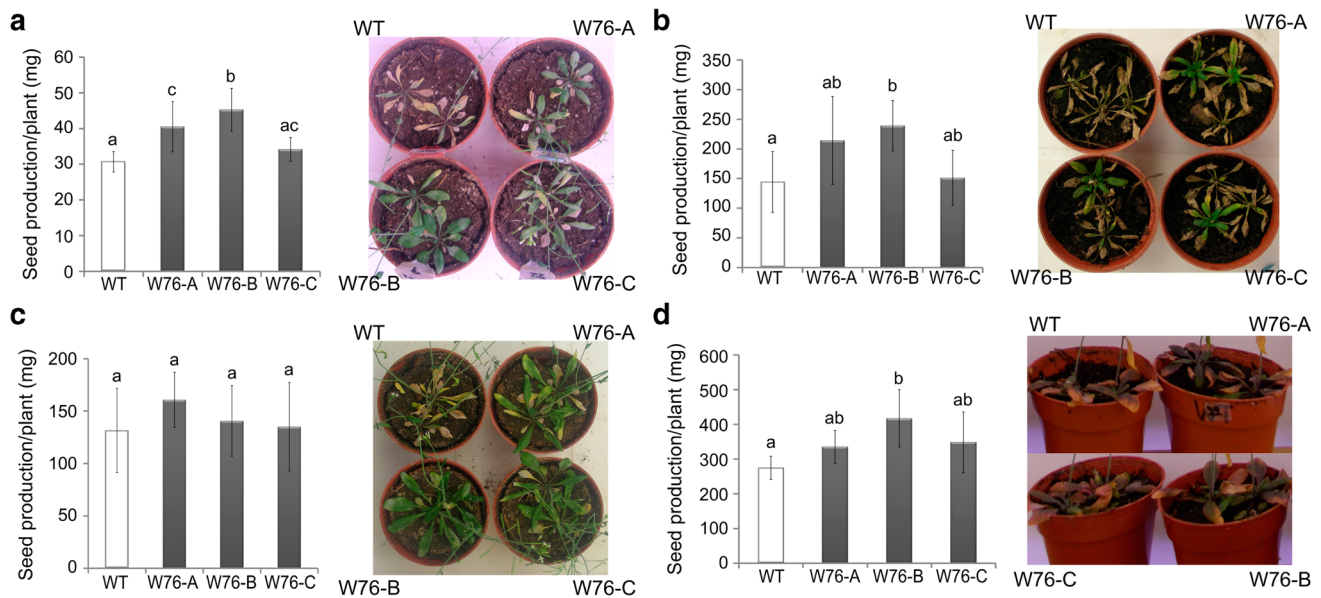 a
Seed production/plant (mg)
60
50
40
30
20
10
0
a
c
b
ac
WT
W76-A
W76-B
W76-C
WT
W76-A
W76-B
W76-C
b
Seed production/plant (mg)
350
300
250
200
150
100
50
0
a
ab
b
ab
WT
W76-A
W76-B
W76-C
WT
W76-A
W76-B
W76-C
c
Seed production/plant (mg)
200
150
100
50
0
a
a
a
a
WT
W76-A
W76-B
W76-C
WT
W76-A
W76-B
W76-C
d
Seed production/plant (mg)
600
500
400
300
200
100
0
a
ab
b
ab
WT
W76-A
W76-B
W76-C
WT
W76-A
W76-C
W76-B